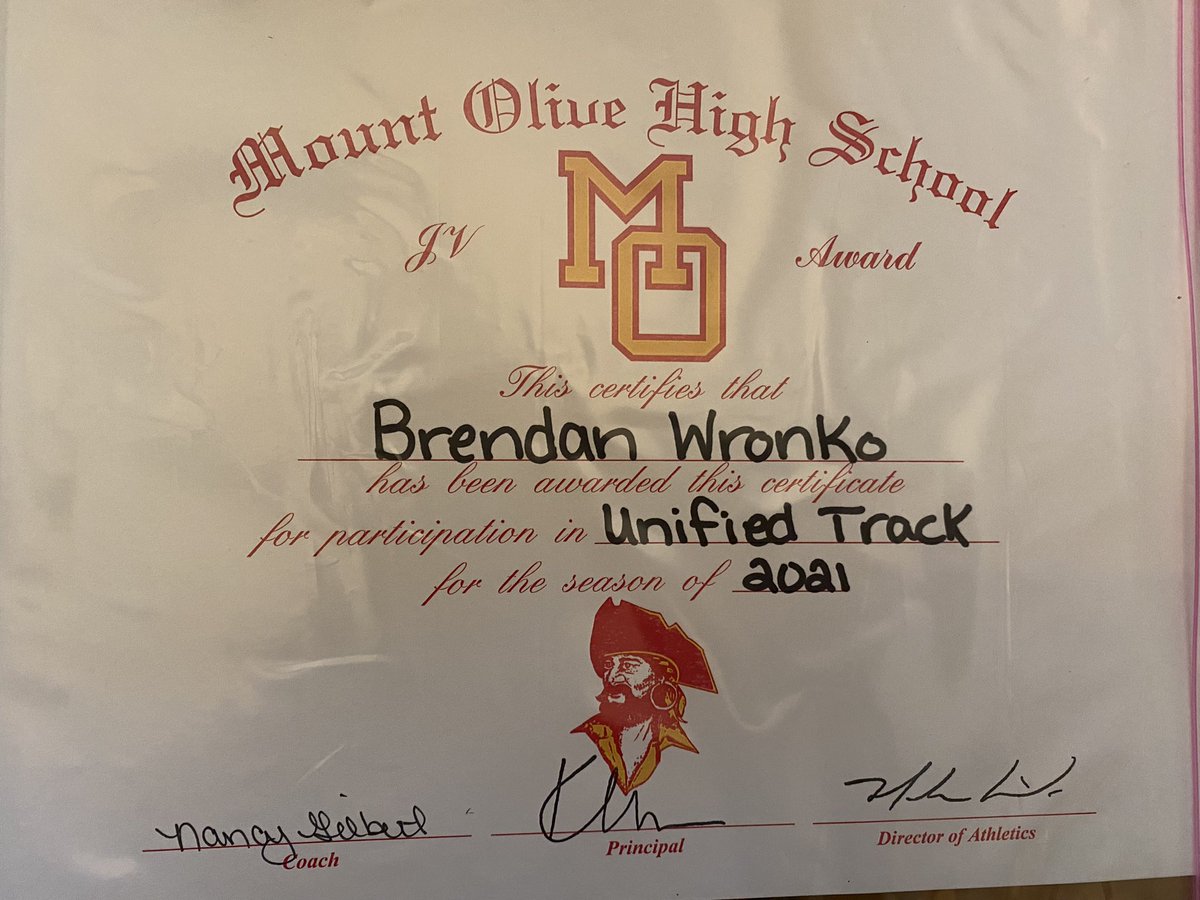 Mount Olive High School
JV MO Award
This certifies that
Brendan Wronko
has been awarded this certificate
for participation in Unified Track
for the season of 2021
Nancy Gilbert
Coach
Principal
Director of Athletics